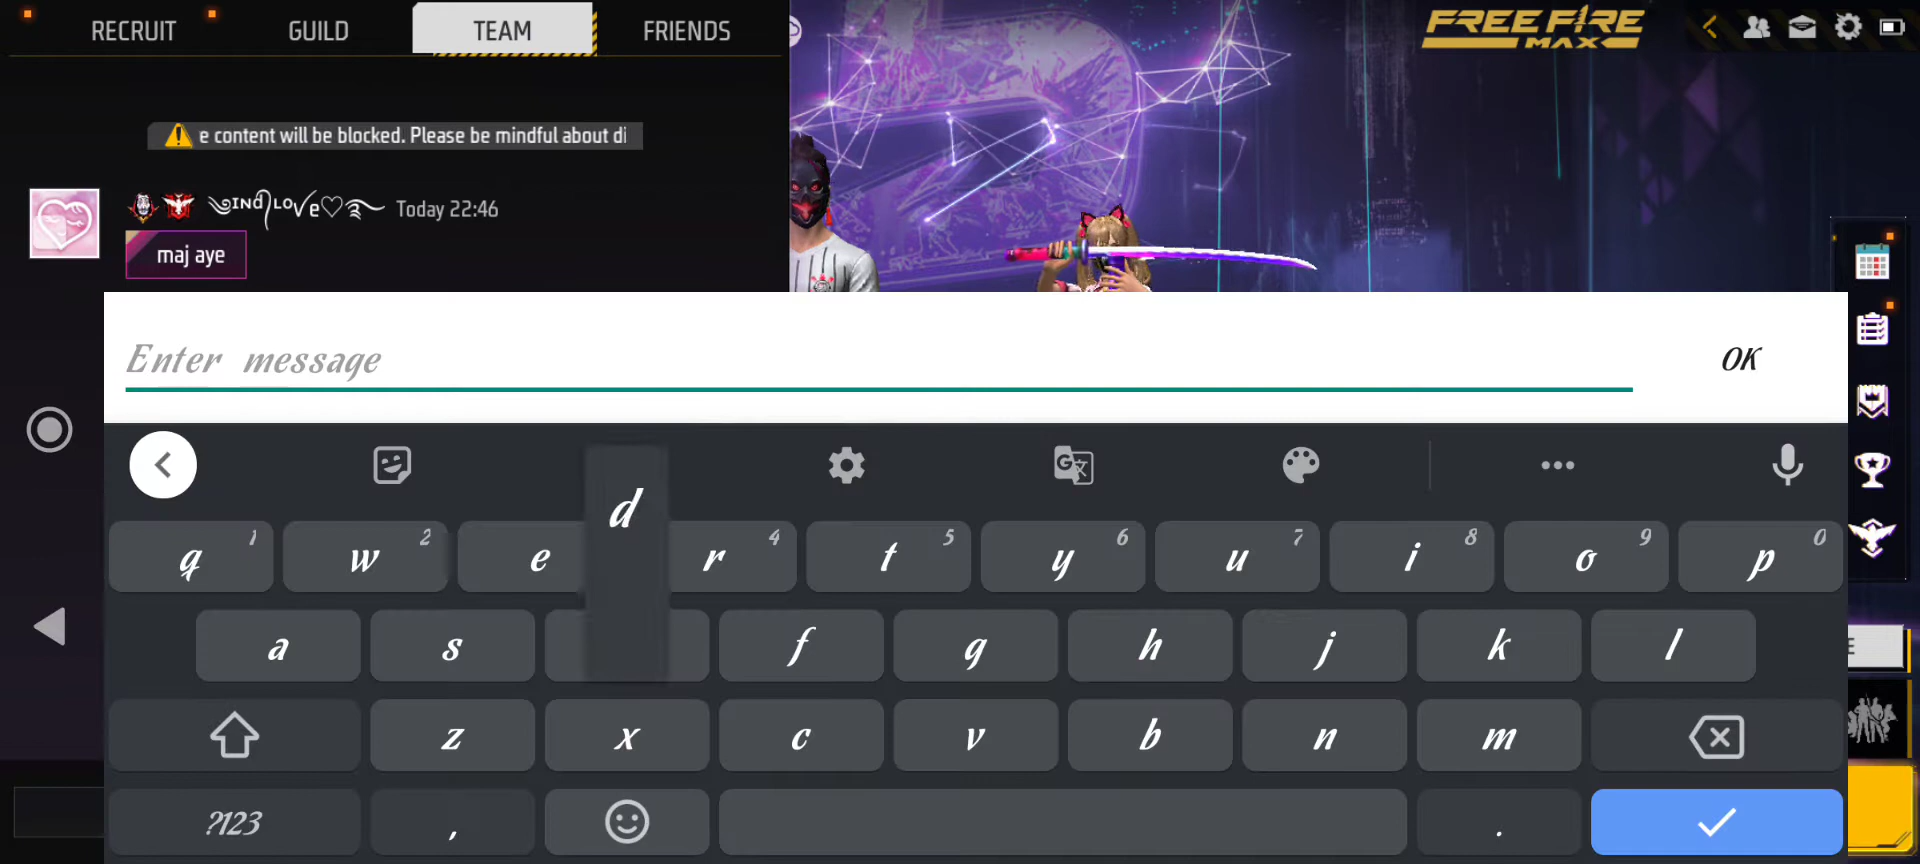 RECRUIT GUILD TEAM FRIENDS
FREE FIRE
MAX
e content will be blocked. Please be mindful about di
Today 22:46
maj aye
Enter message OK
d
q 1 w 2 e r 4 t 5 y 6 u 7 i 8 o 9 p 0
a s f g h j k l
E
z x c v b n m
?123 , .